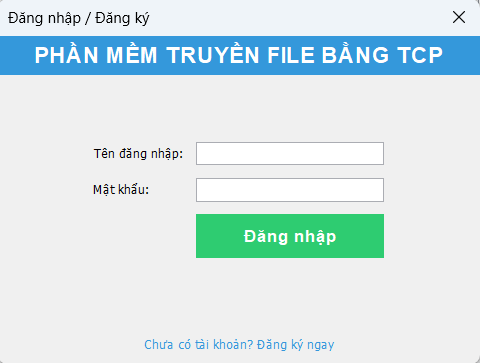 Đăng nhập / Đăng ký
PHẦN MỀM TRUYỀN FILE BẰNG TCP
Tên đăng nhập:
Mật khẩu:
Đăng nhập
Chưa có tài khoản? Đăng ký ngay